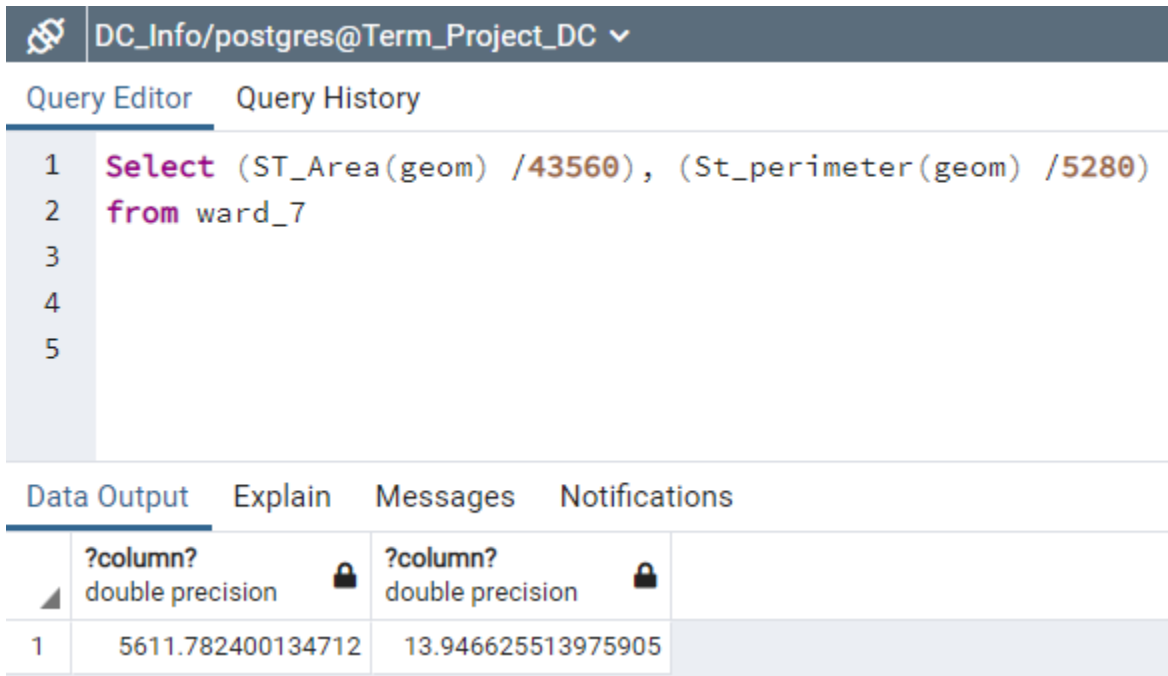 DC_Info/postgres@Term_Project_DC
Query Editor Query History
1 Select (ST_Area(geom) /43560), (St_perimeter(geom) /5280)
2 from ward_7
3
4
5
Data Output Explain Messages Notifications
?column? ?column?
double precision double precision
1 5611.782400134712 13.946625513975905